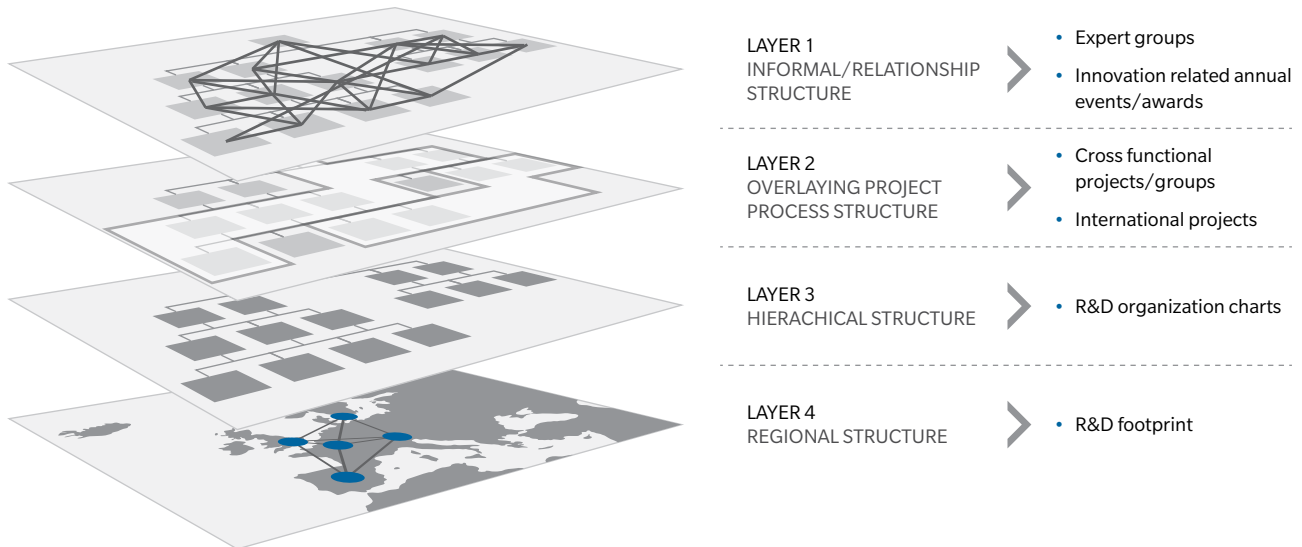 LAYER 1
INFORMAL/RELATIONSHIP
STRUCTURE
• Expert groups
• Innovation related annual
events/awards
LAYER 2
OVERLAYING PROJECT
PROCESS STRUCTURE
• Cross functional
projects/groups
• International projects
LAYER 3
HIERACHICAL STRUCTURE
• R&D organization charts
LAYER 4
REGIONAL STRUCTURE
• R&D footprint